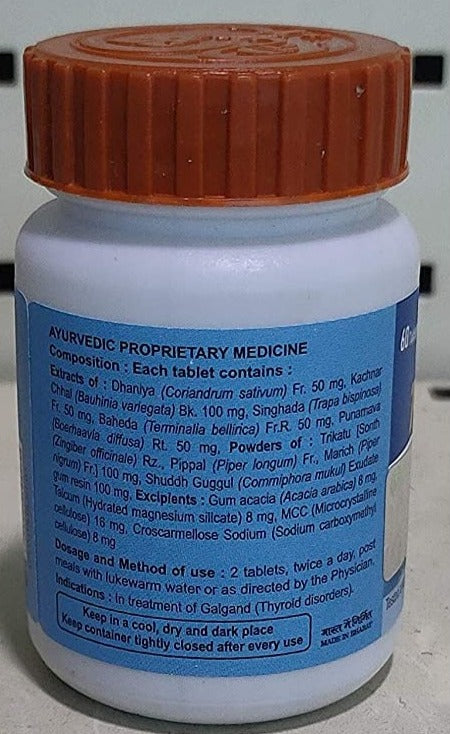 AYURVEDIC PROPRIETARY MEDICINE
Composition : Each tablet contains :
Extracts of : Dhaniya (Coriandrum sativum) Fr. 50 mg, Kachnar
Chhal (Bauhinia variegata) Bk. 100 mg, Singhada (Trapa bispinosa)
Fr. 50 mg, Baheda (Terminalia bellirica) Fr.R. 50 mg, Punarnava
(Boerhaavia diffusa) Rt. 50 mg, Powders of : Trikatu [Sonth
(Zingiber officinale) Rz., Pippal (Piper longum) Fr., Marich (Piper
nigrum) Fr.] 100 mg, Shuddh Guggul (Commiphora mukul) Exudate
gum resin 100 mg, Excipients : Gum acacia (Acacia arabica) 8 mg,
Talcum (Hydrated magnesium silicate) 8 mg, MCC (Microcrystalline
cellulose) 16 mg, Croscarmellose Sodium (Sodium carboxymethyl
cellulose) 8 mg
Dosage and Method of use : 2 tablets, twice a day, post
meals with lukewarm water or as directed by the Physician.
Indications : In treatment of Galgand (Thyroid disorders).
Keep in a cool, dry and dark place
Keep container tightly closed after every use
भारत में निर्मित
MADE IN BHARAT
60